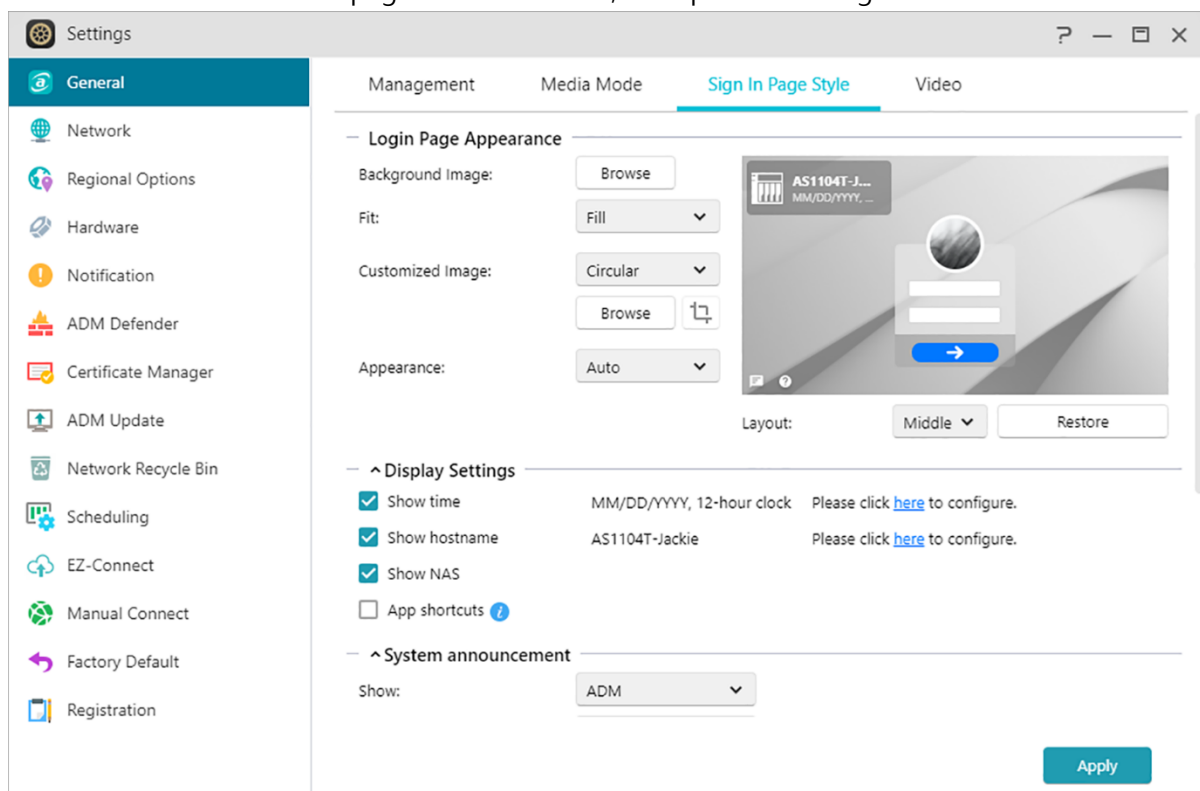 Settings
General
Network
Regional Options
Hardware
Notification
ADM Defender
Certificate Manager
ADM Update
Network Recycle Bin
Scheduling
EZ-Connect
Manual Connect
Factory Default
Registration
Management Media Mode Sign In Page Style Video
Login Page Appearance
Background Image: Browse
Fit: Fill
Customized Image: Circular
Browse
Appearance: Auto
AS1104T-J...
MM/DD/YYYY, ...
Layout: Middle Restore
Display Settings
Show time MM/DD/YYYY, 12-hour clock Please click here to configure.
Show hostname AS1104T-Jackie Please click here to configure.
Show NAS
App shortcuts
System announcement
Show: ADM
Apply